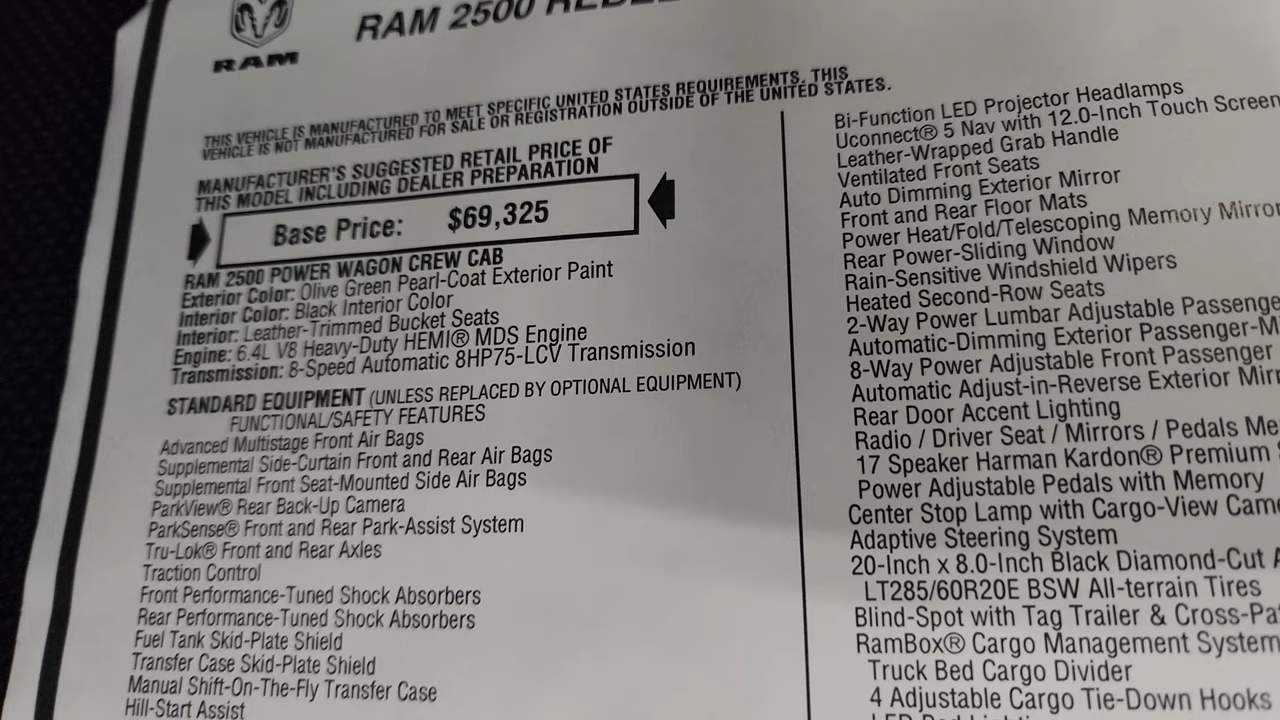 RAM 2500
RAM
THIS VEHICLE IS MANUFACTURED TO MEET SPECIFIC UNITED STATES REQUIREMENTS. THIS
VEHICLE IS NOT MANUFACTURED FOR SALE OR REGISTRATION OUTSIDE OF THE UNITED STATES.
MANUFACTURER'S SUGGESTED RETAIL PRICE OF
THIS MODEL INCLUDING DEALER PREPARATION
Base Price: $69,325
RAM 2500 POWER WAGON CREW CAB
Exterior Color: Olive Green Pearl-Coat Exterior Paint
Interior Color: Black Interior Color
Interior: Leather-Trimmed Bucket Seats
Engine: 6.4L V8 Heavy-Duty HEMI® MDS Engine
Transmission: 8-Speed Automatic 8HP75-LCV Transmission
STANDARD EQUIPMENT (UNLESS REPLACED BY OPTIONAL EQUIPMENT)
FUNCTIONAL/SAFETY FEATURES
Advanced Multistage Front Air Bags
Supplemental Side-Curtain Front and Rear Air Bags
Supplemental Front Seat-Mounted Side Air Bags
ParkView® Rear Back-Up Camera
ParkSense® Front and Rear Park-Assist System
Tru-Lok® Front and Rear Axles
Traction Control
Front Performance-Tuned Shock Absorbers
Rear Performance-Tuned Shock Absorbers
Fuel Tank Skid-Plate Shield
Transfer Case Skid-Plate Shield
Manual Shift-On-The-Fly Transfer Case
Hill-Start Assist
Bi-Function LED Projector Headlamps
Uconnect® 5 Nav with 12.0-Inch Touch Screen
Leather-Wrapped Grab Handle
Ventilated Front Seats
Auto Dimming Exterior Mirror
Front and Rear Floor Mats
Power Heat/Fold/Telescoping Memory Mirror
Rear Power-Sliding Window
Rain-Sensitive Windshield Wipers
Heated Second-Row Seats
2-Way Power Lumbar Adjustable
Automatic-Dimming Exterior
8-Way Power Adjustable Front Passenger
Automatic Adjust-in-Reverse Exterior
Rear Door Accent Lighting
Radio / Driver Seat / Mirrors / Pedals
17 Speaker Harman Kardon® Premium
Power Adjustable Pedals with Memory
Center Stop Lamp with Cargo-View
Adaptive Steering System
20-Inch x 8.0-Inch Black Diamond-Cut
LT285/60R20E BSW All-terrain Tires
Blind-Spot with Tag Trailer &
RamBox® Cargo Management System
Truck Bed Cargo Divider
4 Adjustable Cargo Tie-Down Hooks